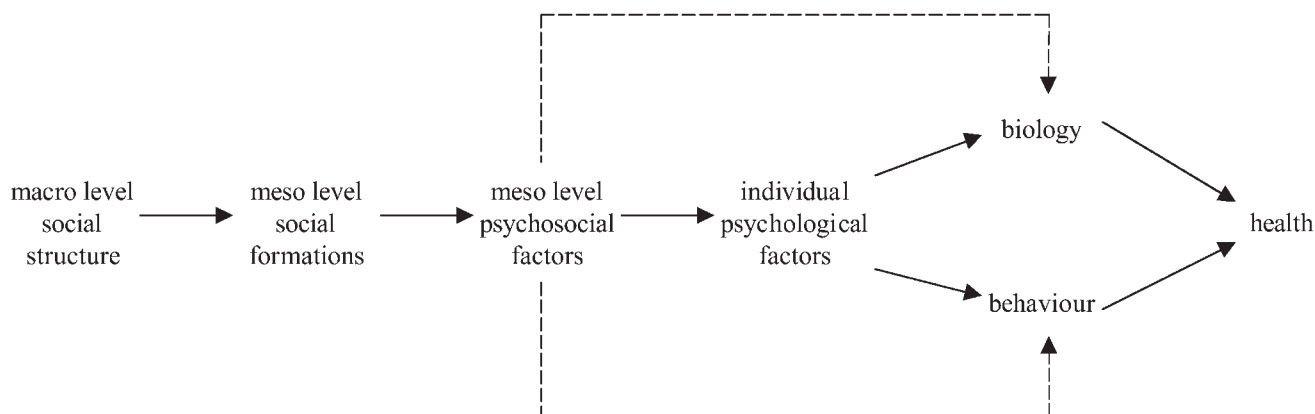 biology
macro level
social
structure
meso level
social
formations
meso level
psychosocial
factors
individual
psychological
factors
health
behaviour